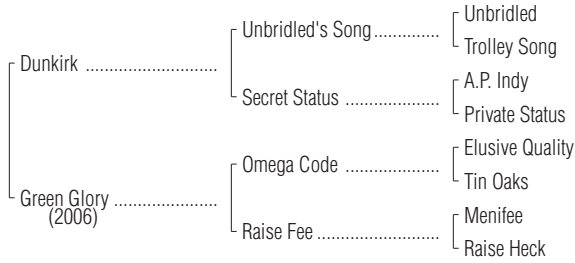 Unbridled
Unbridled's Song..............
Trolley Song
Dunkirk ............................
A.P. Indy
Secret Status ....................
Private Status
Elusive Quality
Omega Code ....................
Tin Oaks
Green Glory ......................
(2006)
Menifee
Raise Fee ..........................
Raise Heck